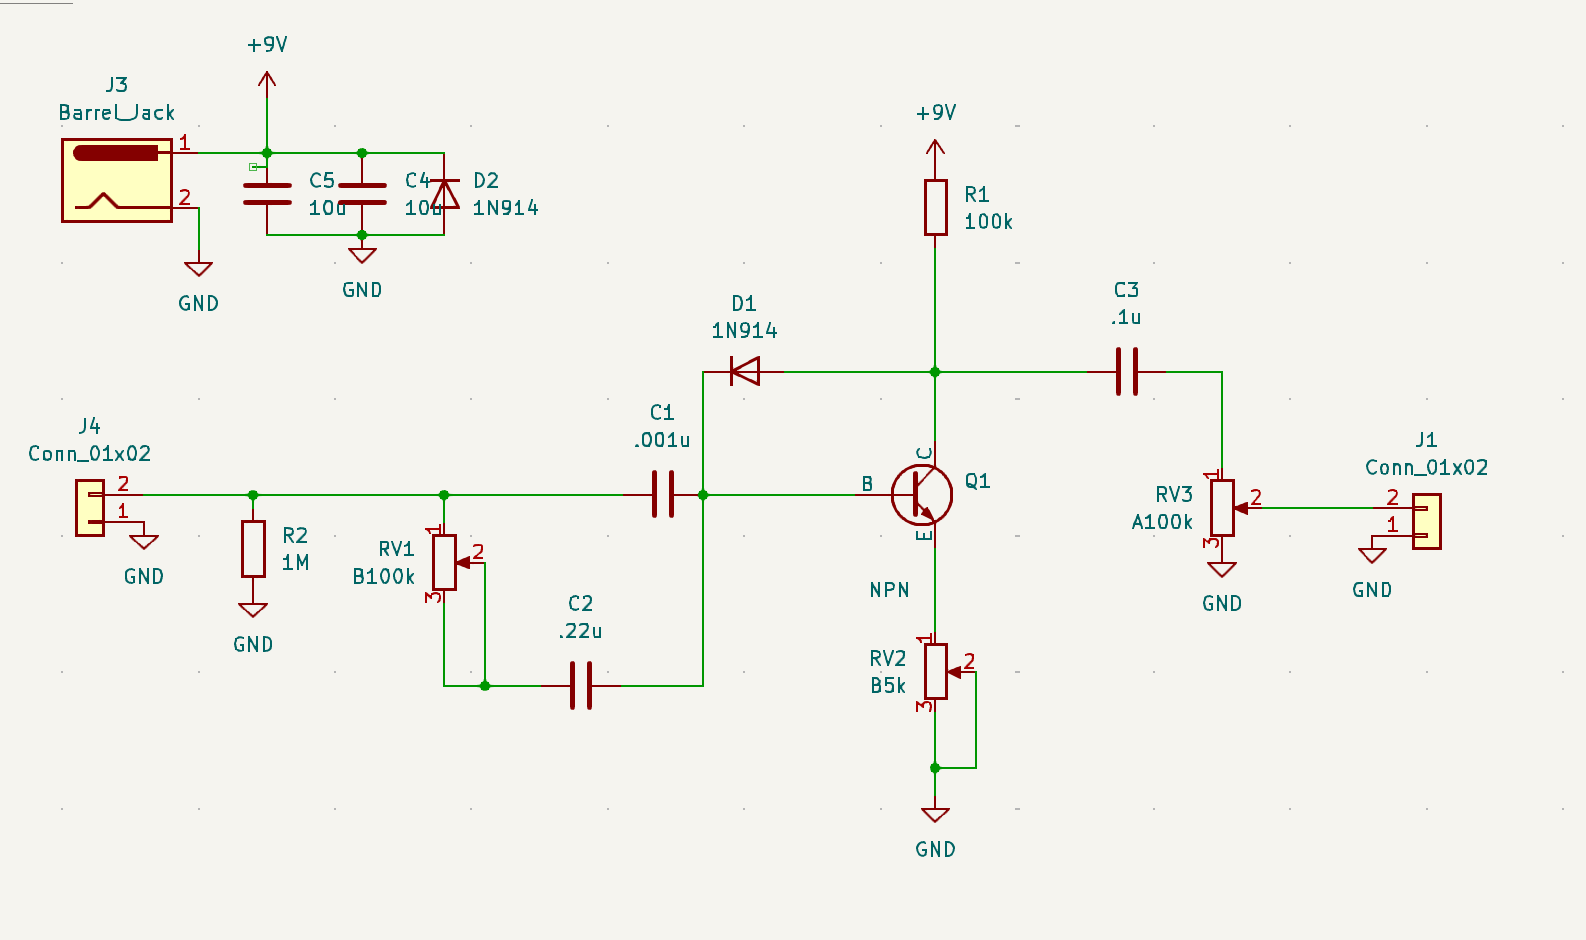 +9V
J3
Barrel_Jack
1
2
C5
10u
C4
10u
D2
1N914
GND
GND
+9V
R1
100k
D1
1N914
C3
.1u
J4
Conn_01x02
2
1
GND
R2
1M
GND
RV1
B100k
1
2
3
C1
.001u
C2
.22u
B
C
E
Q1
NPN
RV2
B5k
1
2
3
GND
RV3
A100k
1
2
3
GND
J1
Conn_01x02
2
1
GND